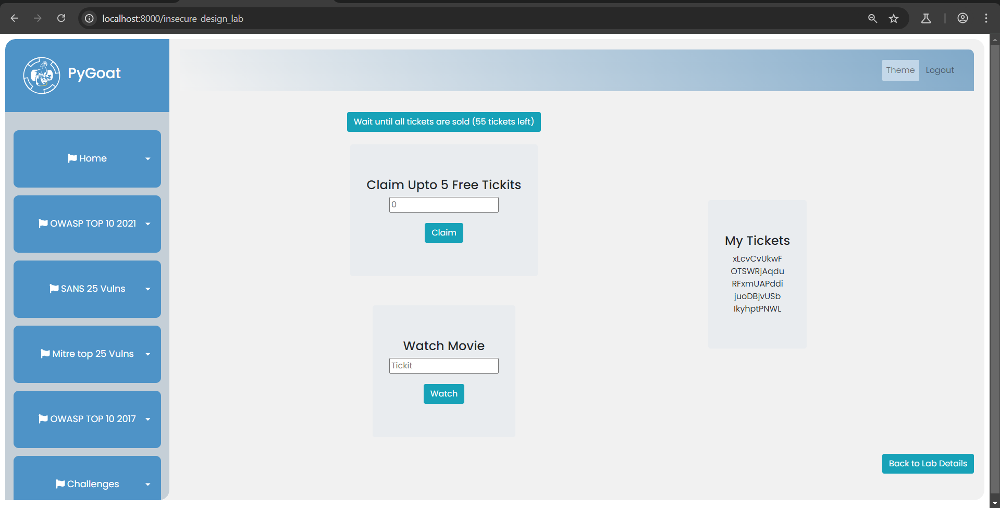 localhost:8000/insecure-design_lab
PyGoat
Theme Logout
Home
OWASP TOP 10 2021
SANS 25 Vulns
Mitre top 25 Vulns
OWASP TOP 10 2017
Challenges
Wait until all tickets are sold (55 tickets left)
Claim Upto 5 Free Tickits
0
Claim
Watch Movie
Tickit
Watch
My Tickets
xLcvCvUkwF
OTSWRjAqdu
RFxmUAPddi
juoDBjvUSb
IkyhptPNWL
Back to Lab Details